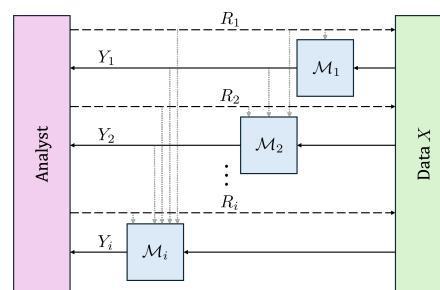 R₁
Y₁
ℳ₁
R₂
Y₂
ℳ₂
⋮
Rᵢ
Yᵢ
ℳᵢ
Analyst
Data X